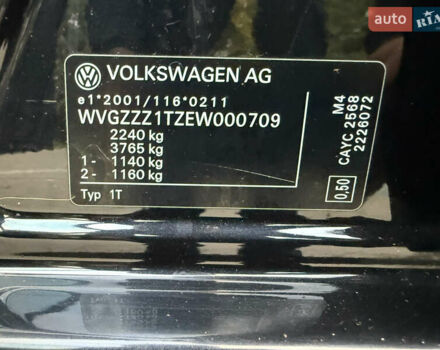 auto RIA
VOLKSWAGEN AG
e1*2001/116*0211
WVGZZZ1TZEW000709
2240 kg
3765 kg
1- 1140 kg
2- 1160 kg
Typ 1T
M4
CAYC 2568
2226072
0,50